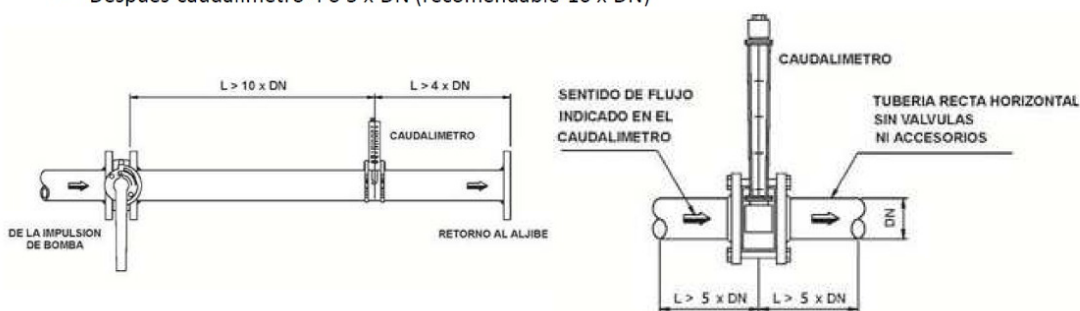 Después caudalímetro 4 o 5 x DN (recomendable 10 x DN)
L > 10 x DN
L > 4 x DN
CAUDALIMETRO
DE LA IMPULSION
DE BOMBA
RETORNO AL ALJIBE
CAUDALIMETRO
SENTIDO DE FLUJO
INDICADO EN EL
CAUDALIMETRO
TUBERIA RECTA HORIZONTAL
SIN VALVULAS
NI ACCESORIOS
DN
L > 5 x DN
L > 5 x DN